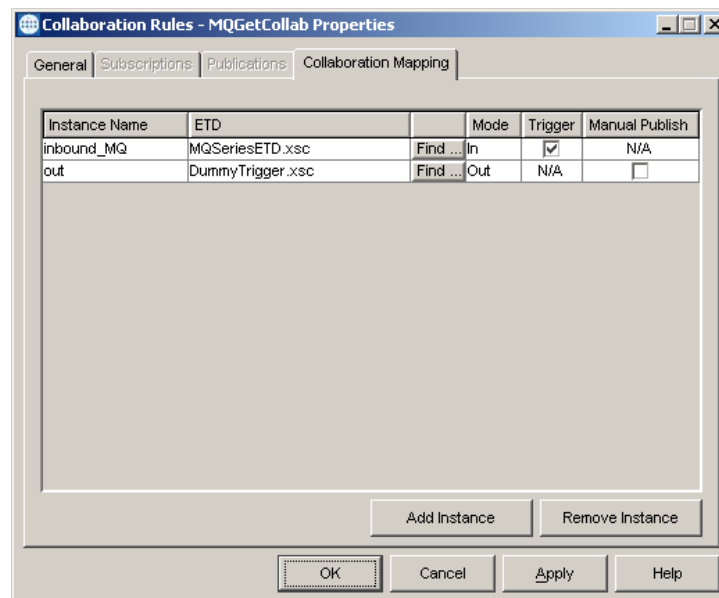 Collaboration Rules - MQGetCollab Properties
General Subscriptions Publications Collaboration Mapping
Instance Name ETD Mode Trigger Manual Publish
inbound_MQ MQSeriesETD.xsc Find ... In N/A
out DummyTrigger.xsc Find ... Out N/A
Add Instance Remove Instance
OK Cancel Apply Help